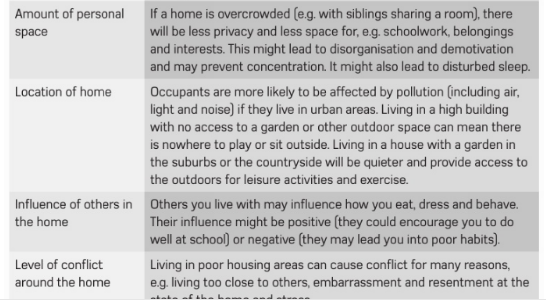 Amount of personal
space
If a home is overcrowded (e.g. with siblings sharing a room), there
will be less privacy and less space for, e.g. schoolwork, belongings
and interests. This might lead to disorganisation and demotivation
and may prevent concentration. It might also lead to disturbed sleep.
Location of home
Occupants are more likely to be affected by pollution (including air,
light and noise) if they live in urban areas. Living in a high building
with no access to a garden or other outdoor space can mean there
is nowhere to play or sit outside. Living in a house with a garden in
the suburbs or the countryside will be quieter and provide access to
the outdoors for leisure activities and exercise.
Influence of others in
the home
Others you live with may influence how you eat, dress and behave.
Their influence might be positive (they could encourage you to do
well at school) or negative (they may lead you into poor habits).
Level of conflict
around the home
Living in poor housing areas can cause conflict for many reasons,
e.g. living too close to others, embarrassment and resentment at the
state of the home and stress.